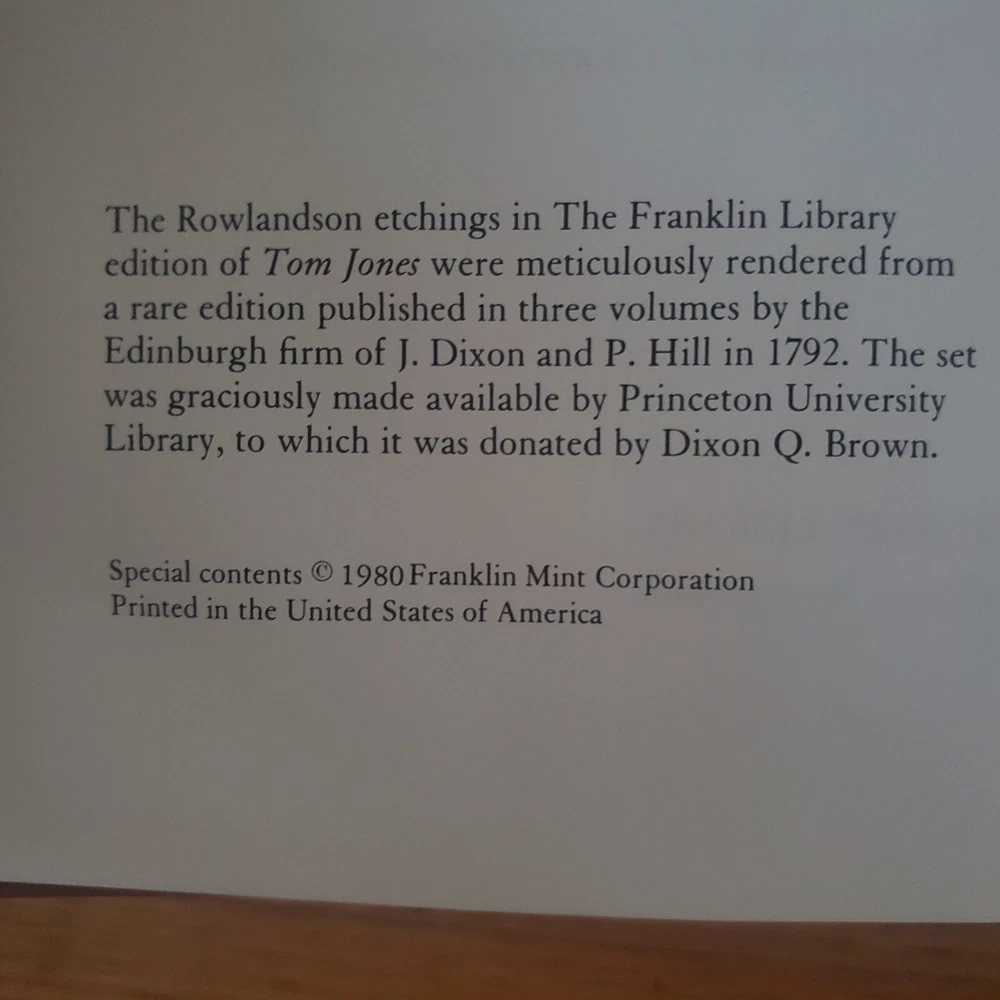 The Rowlandson etchings in The Franklin Library
edition of Tom Jones were meticulously rendered from
a rare edition published in three volumes by the
Edinburgh firm of J. Dixon and P. Hill in 1792. The set
was graciously made available by Princeton University
Library, to which it was donated by Dixon Q. Brown.
Special contents © 1980 Franklin Mint Corporation
Printed in the United States of America